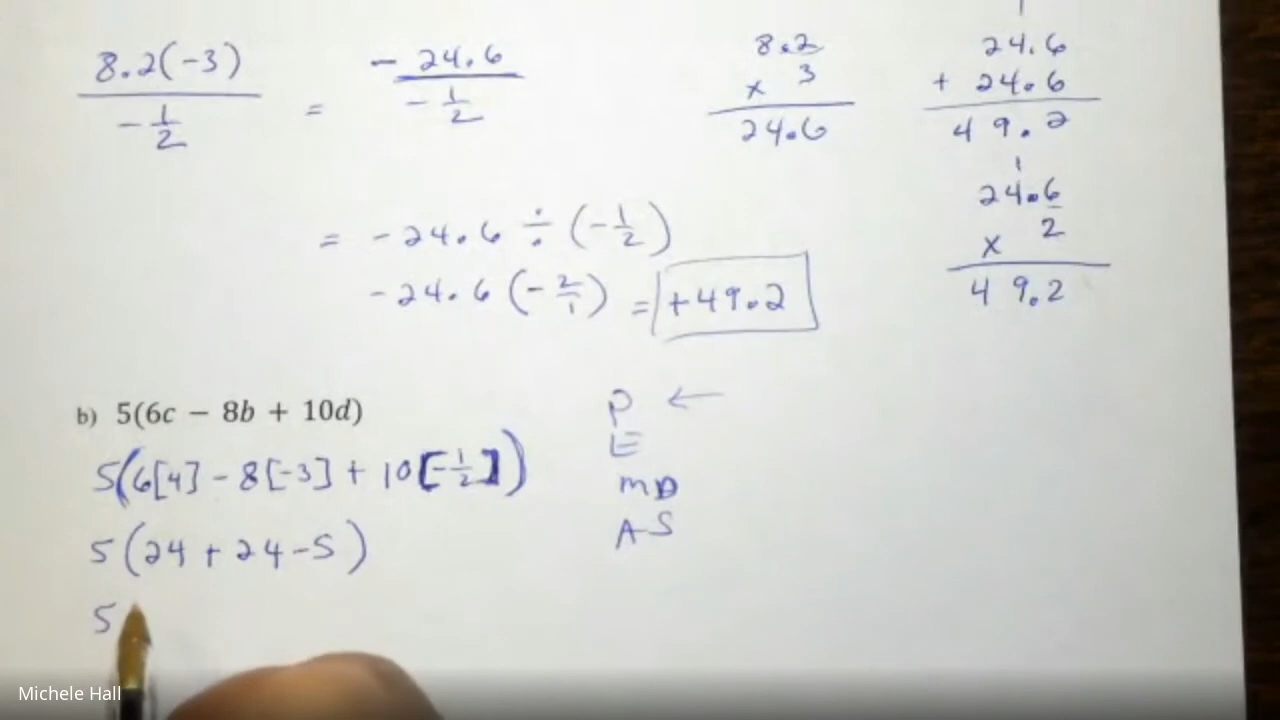 8.2(-3) / -1/2 = -24.6 / -1/2
8.2
x 3
24.6
1
24.6
+ 24.6
49.2
1
24.6
x 2
49.2
= -24.6 ÷ (-1/2)
-24.6 (-2/1) = +49.2
b) 5(6c − 8b + 10d)
5(6[4] - 8[-3] + 10[-1/2])
5(24 + 24 - 5)
5
P ←
E
MD
AS
Michele Hall